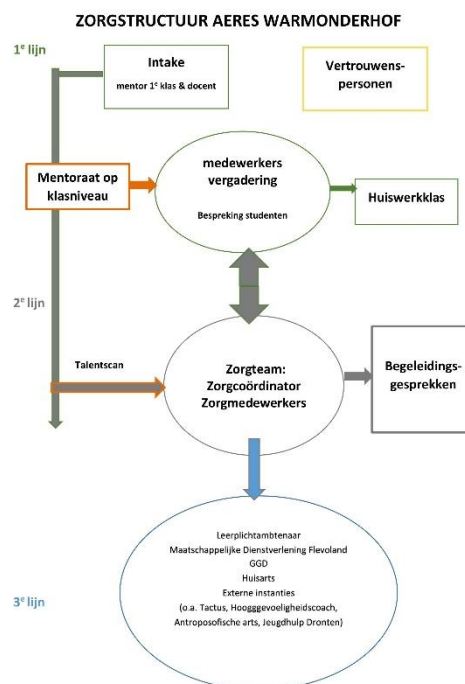 ZORGSTRUCTUUR AERES WARMONDERHOF
1e lijn
Intake
mentor 1e klas & docent
Vertrouwens-
personen
Mentoraat op
klasniveau
medewerkers
vergadering
Bespreking studenten
Huiswerkklas
2e lijn
Talentscan
Zorgteam:
Zorgcoördinator
Zorgmedewerkers
Begeleidings-
gesprekken
3e lijn
Leerplichtambtenaar
Maatschappelijke Dienstverlening Flevoland
GGD
Huisarts
Externe instanties
(o.a. Tactus, Hoogggevoeligheidscoach,
Antroposofische arts, Jeugdhulp Dronten)